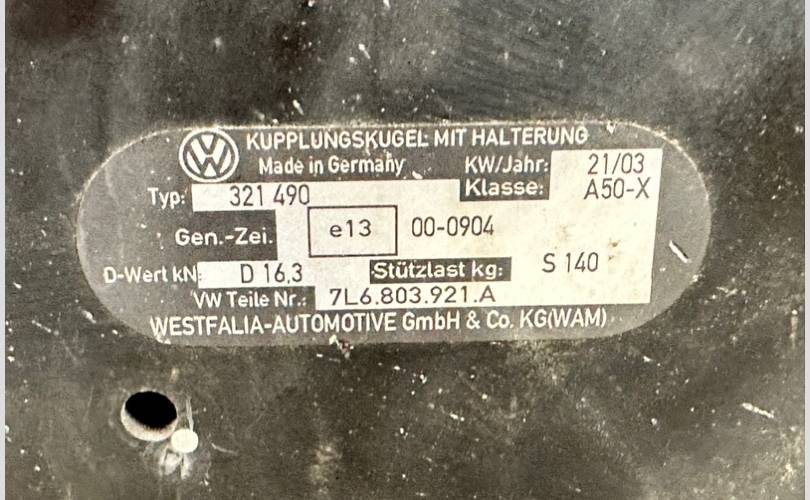 KUPPLUNGSKUGEL MIT HALTERUNG
Made in Germany KW/Jahr: 21/03
Typ: 321 490 Klasse: A50-X
Gen.-Zei. e13 00-0904
D-Wert kN: D 16,3 Stützlast kg: S 140
VW Teile Nr.: 7L6.803.921.A
WESTFALIA-AUTOMOTIVE GmbH & Co. KG(WAM)